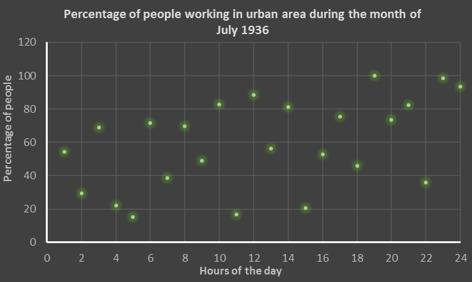 Percentage of people working in urban area during the month of
July 1936
Percentage of people
120
100
80
60
40
20
0
0 2 4 6 8 10 12 14 16 18 20 22 24
Hours of the day